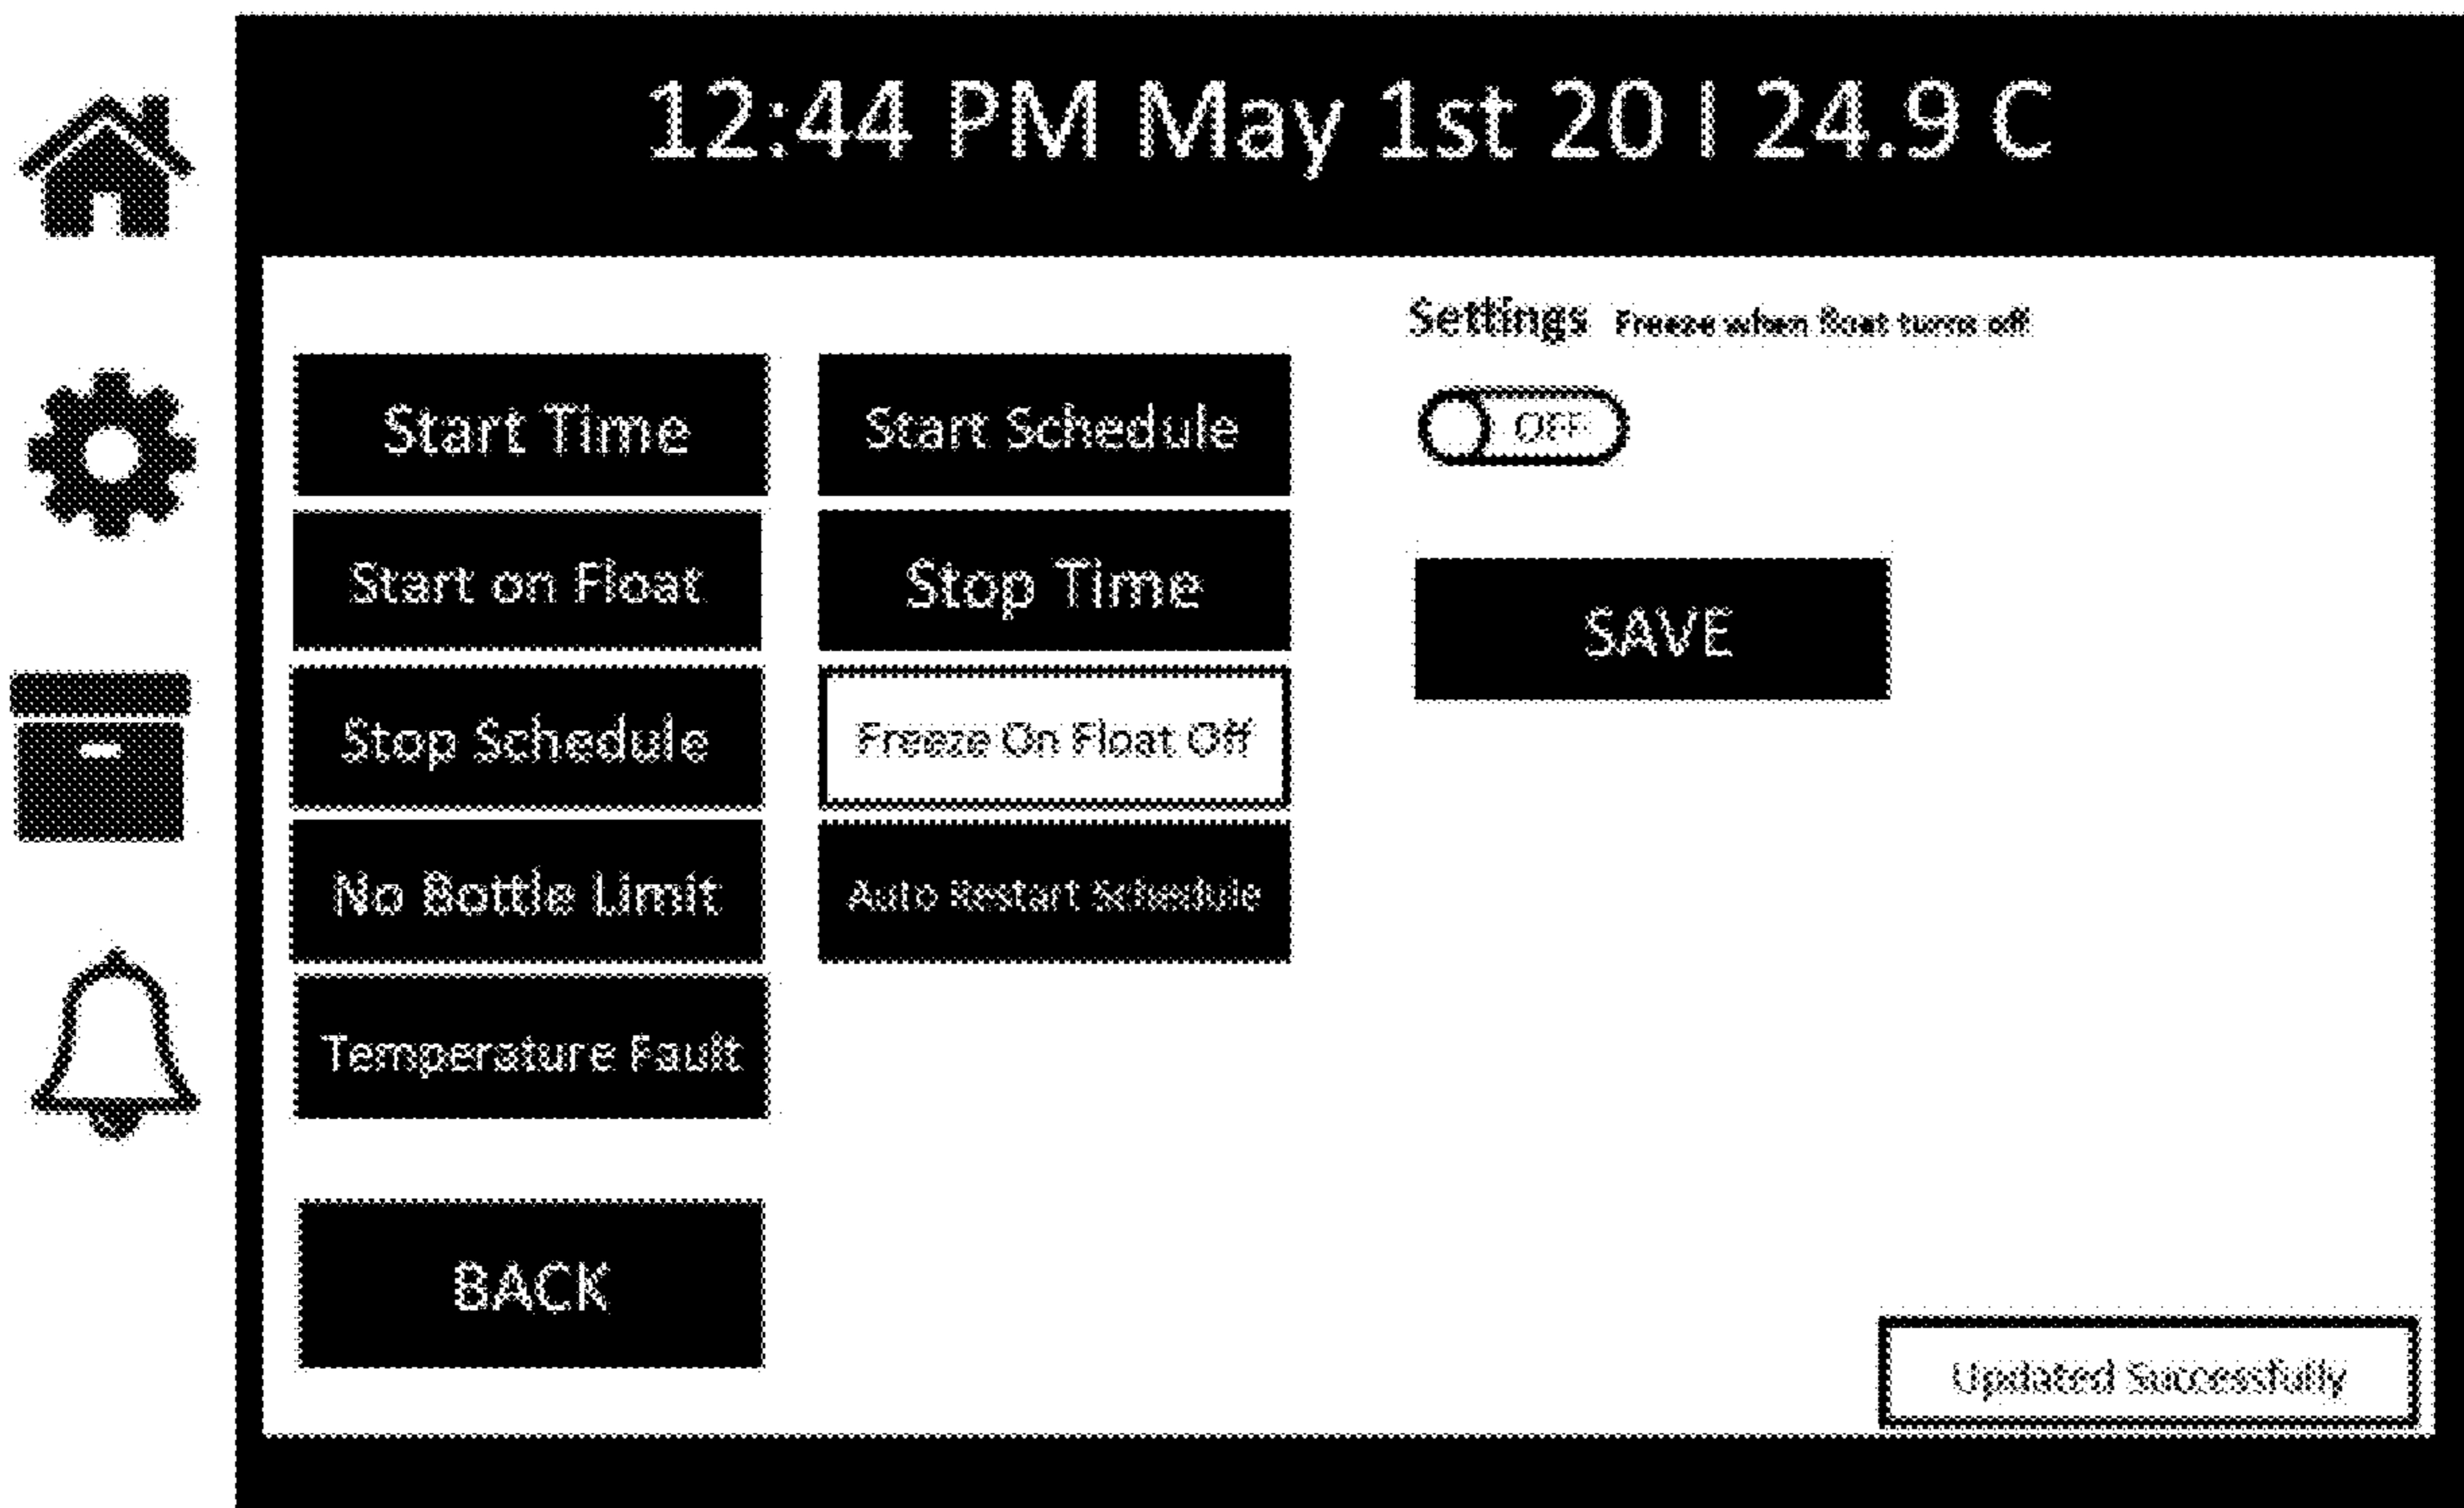 12:44 PM May 1st 20 I 24.9 C
Settings Freeze when float turns off
Start Time
Start Schedule
OFF
Start on Float
Stop Time
SAVE
Stop Schedule
Freeze On Float Off
No Bottle Limit
Auto Restart Schedule
Temperature Fault
BACK
Updated Successfully